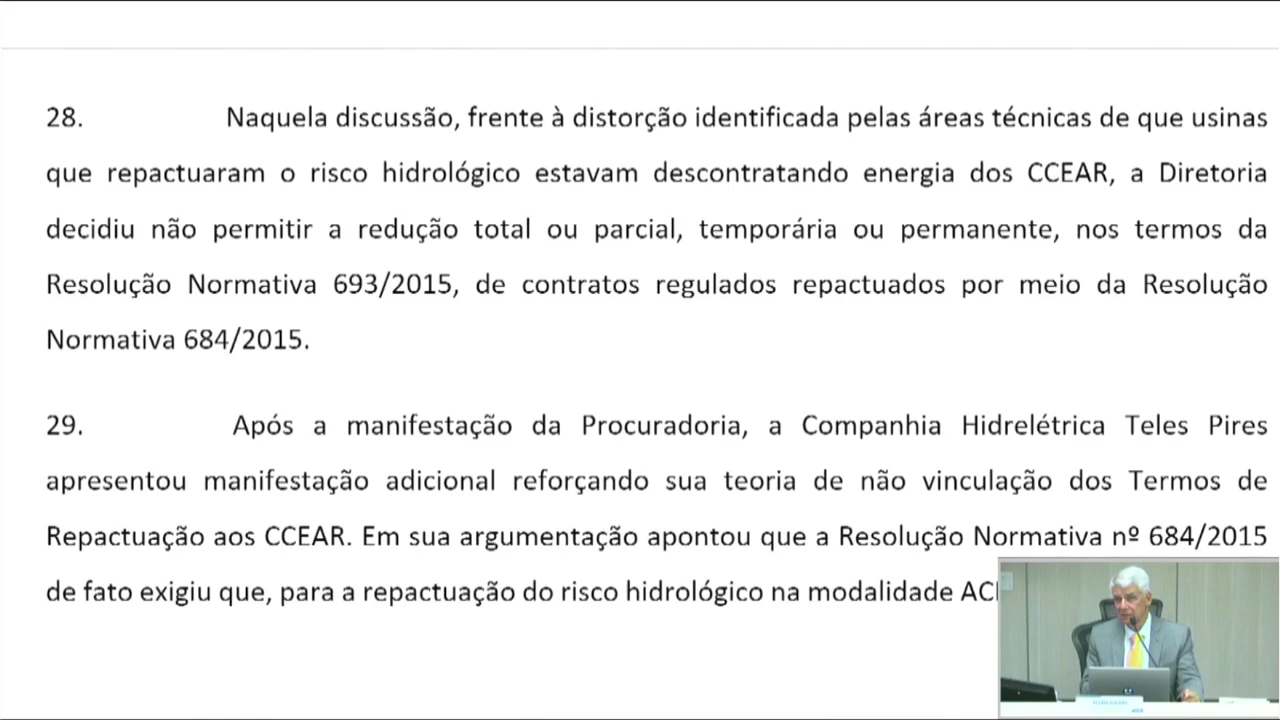 28. Naquela discussão, frente à distorção identificada pelas áreas técnicas de que usinas
que repactuaram o risco hidrológico estavam descontratando energia dos CCEAR, a Diretoria
decidiu não permitir a redução total ou parcial, temporária ou permanente, nos termos da
Resolução Normativa 693/2015, de contratos regulados repactuados por meio da Resolução
Normativa 684/2015.
29. Após a manifestação da Procuradoria, a Companhia Hidrelétrica Teles Pires
apresentou manifestação adicional reforçando sua teoria de não vinculação dos Termos de
Repactuação aos CCEAR. Em sua argumentação apontou que a Resolução Normativa nº 684/2015
de fato exigiu que, para a repactuação do risco hidrológico na modalidade